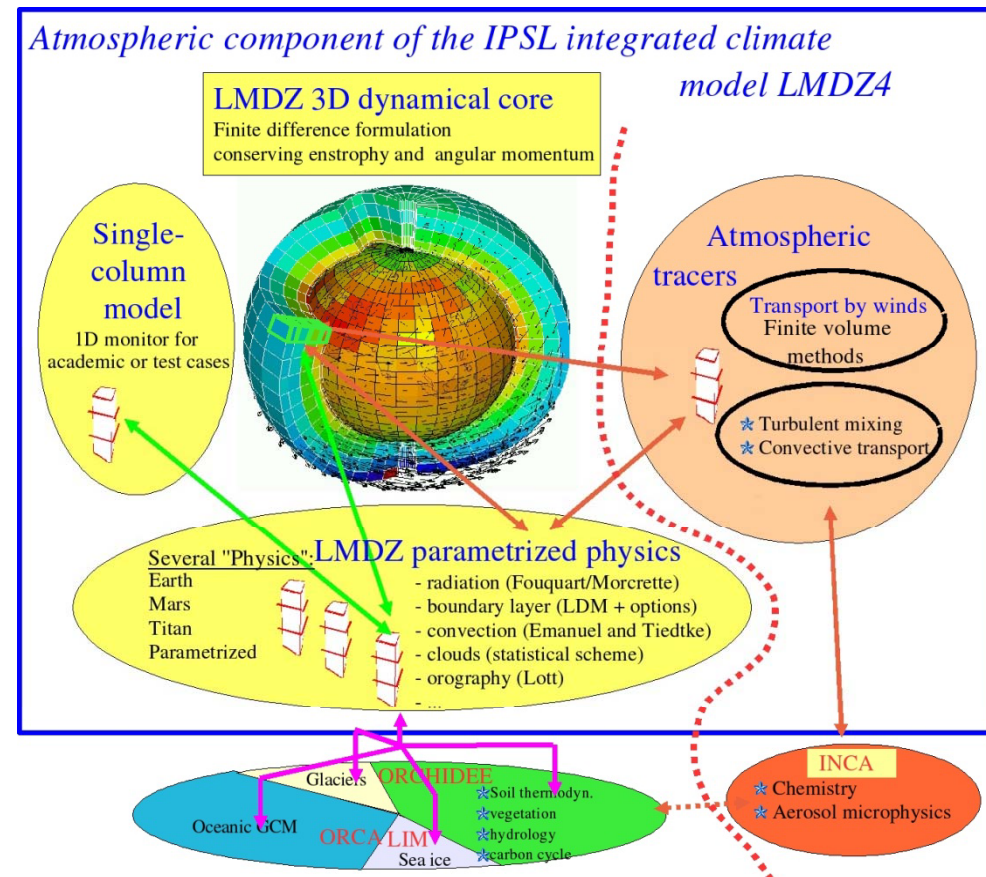 Atmospheric component of the IPSL integrated climate
model LMDZ4
LMDZ 3D dynamical core
Finite difference formulation
conserving enstrophy and angular momentum
Single-
column
model
1D monitor for
academic or test cases
Atmospheric
tracers
Transport by winds
Finite volume
methods
Turbulent mixing
Convective transport
LMDZ parametrized physics
Several "Physics":
Earth
Mars
Titan
Parametrized
- radiation (Fouquart/Morcrette)
- boundary layer (LDM + options)
- convection (Emanuel and Tiedtke)
- clouds (statistical scheme)
- orography (Lott)
- ...
Glaciers
ORCHIDEE
Soil thermodyn.
vegetation
hydrology
carbon cycle
Oceanic GCM
ORCA
LIM
Sea ice
INCA
Chemistry
Aerosol microphysics